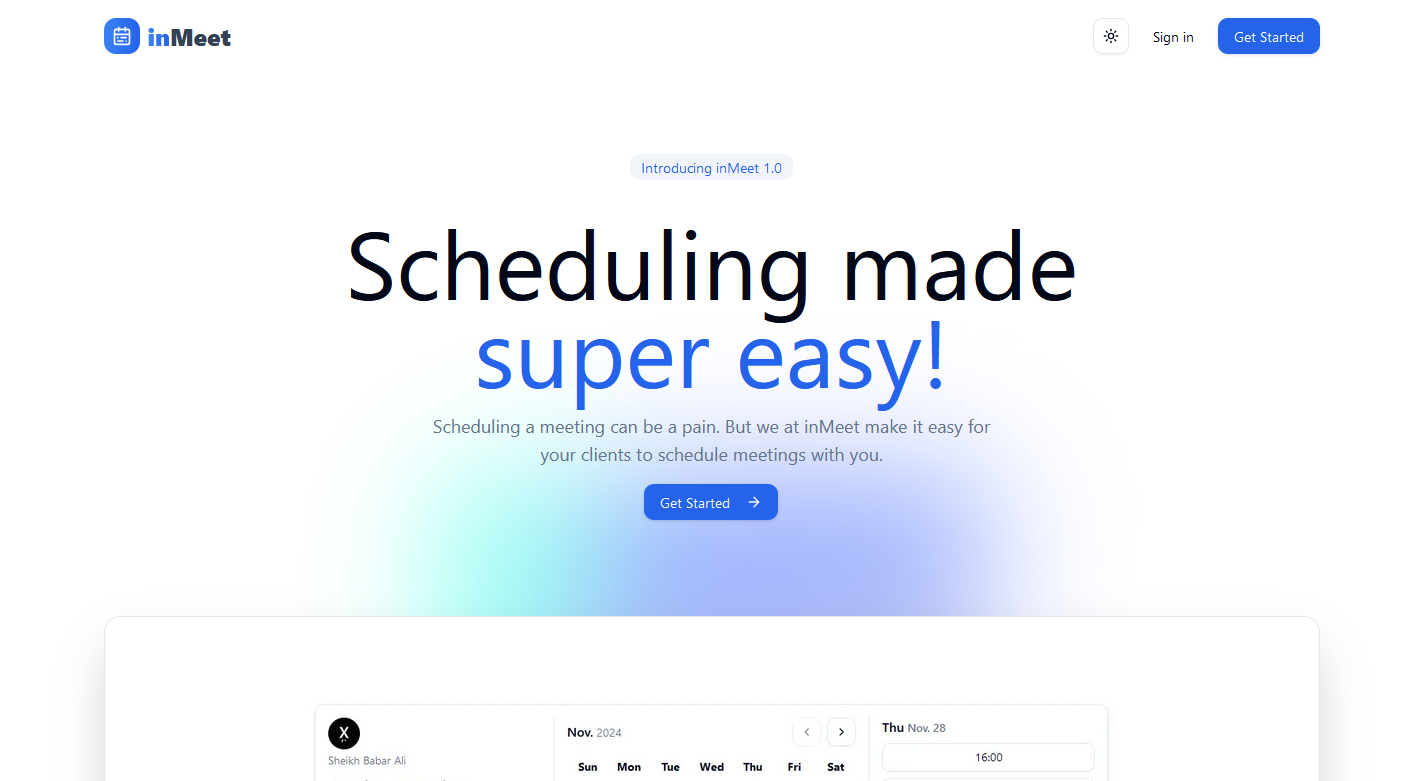 inMeet
Sign in
Get Started
Introducing inMeet 1.0
Scheduling made
super easy!
Scheduling a meeting can be a pain. But we at inMeet make it easy for
your clients to schedule meetings with you.
Get Started
X
Sheikh Babar Ali
Nov. 2024
Sun Mon Tue Wed Thu Fri Sat
Thu Nov. 28
16:00